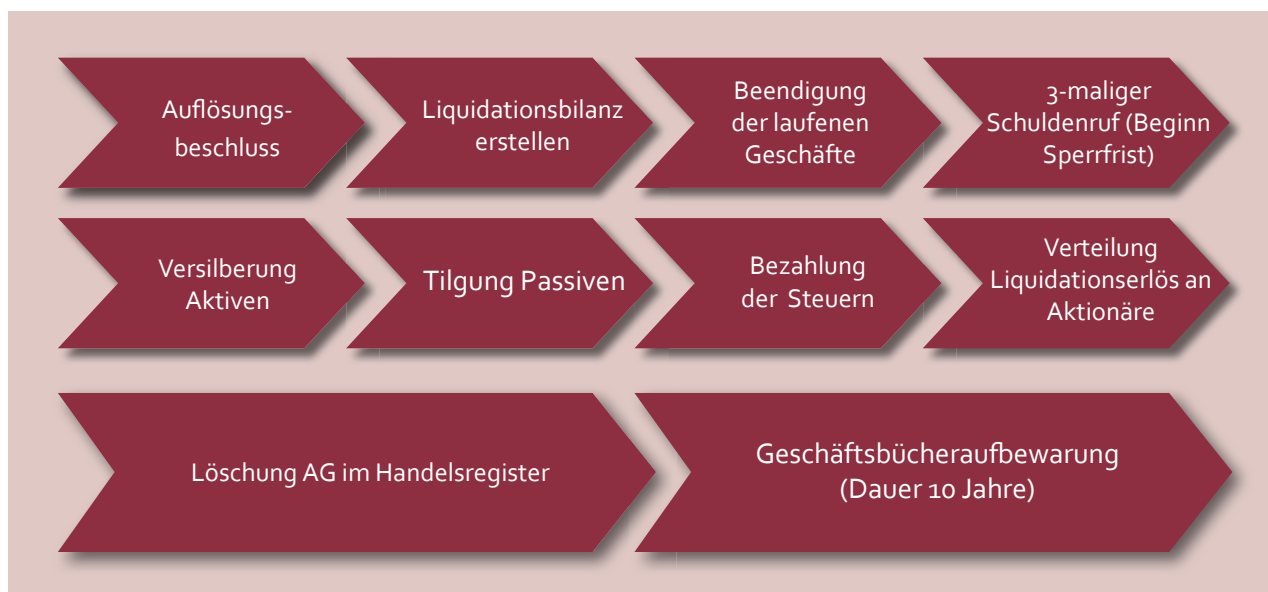 Auflösungs-
beschluss
Liquidationsbilanz
erstellen
Beendigung
der laufenen
Geschäfte
3-maliger
Schuldenruf (Beginn
Sperrfrist)
Versilberung
Aktiven
Tilgung Passiven
Bezahlung
der Steuern
Verteilung
Liquidationserlös an
Aktionäre
Löschung AG im Handelsregister
Geschäftsbücheraufbewarung
(Dauer 10 Jahre)